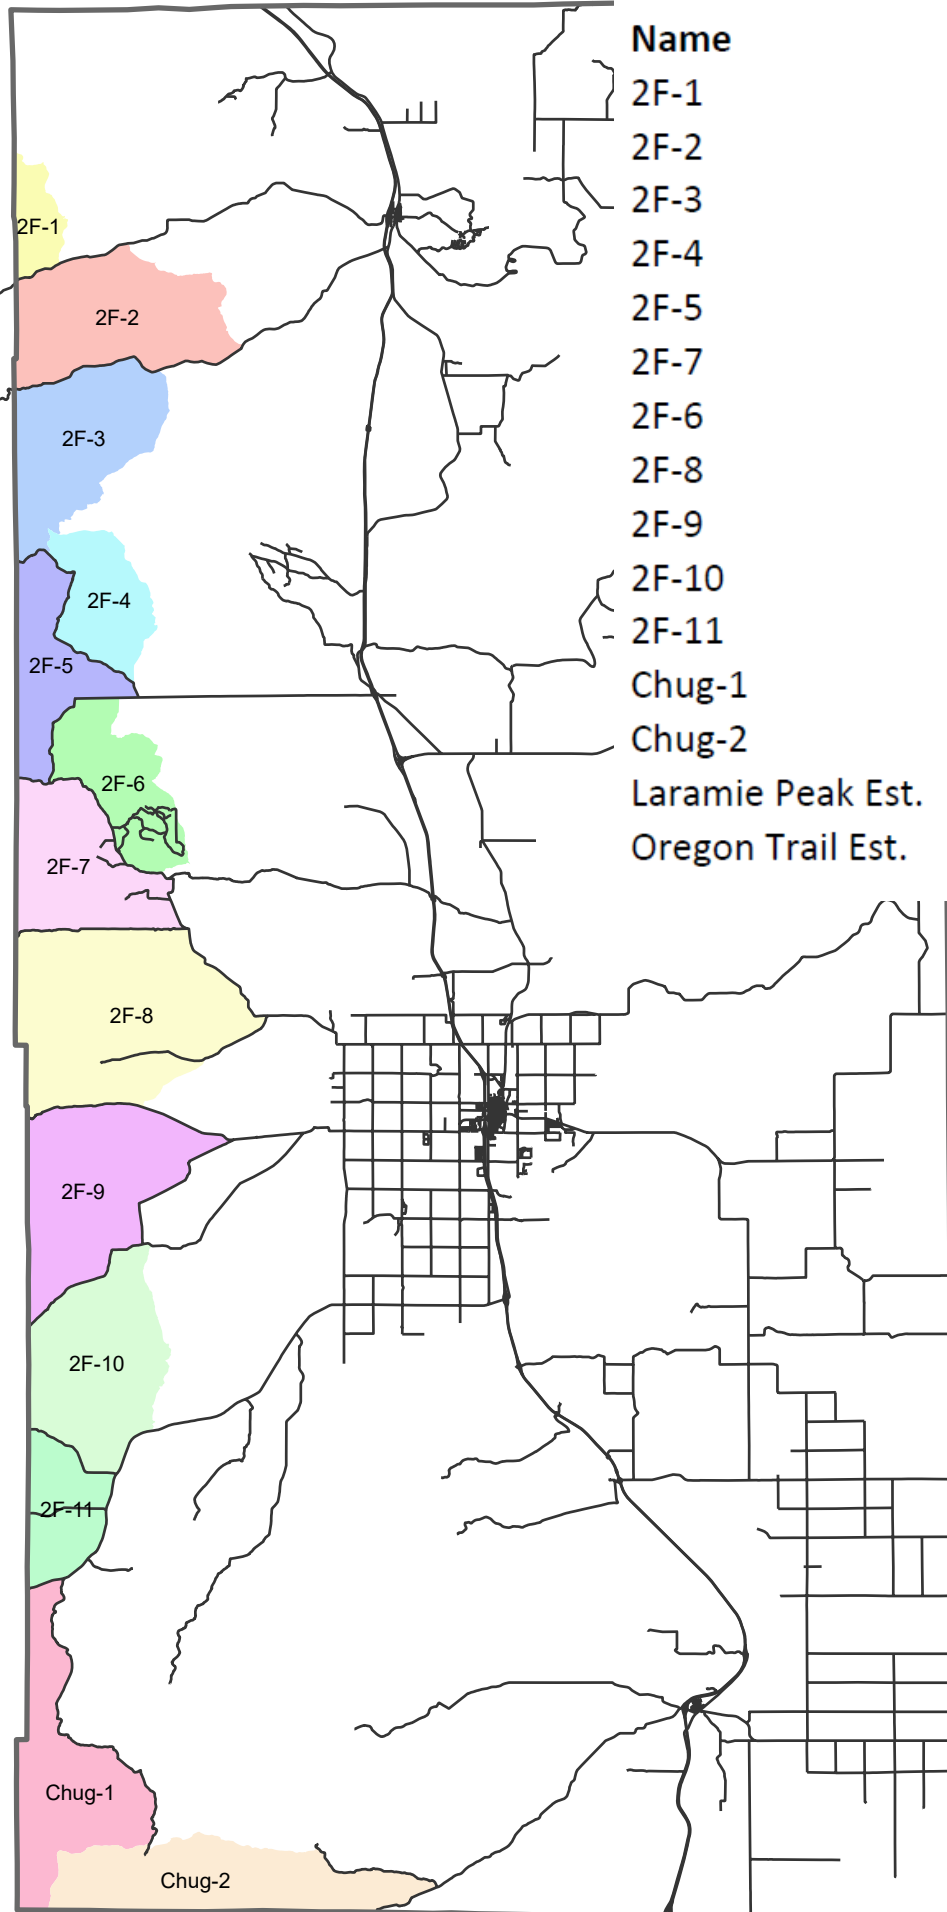 Name
2F-1
2F-2
2F-3
2F-4
2F-5
2F-7
2F-6
2F-8
2F-9
2F-10
2F-11
Chug-1
Chug-2
Laramie Peak Est.
Oregon Trail Est.
2F-1
2F-2
2F-3
2F-4
2F-5
2F-6
2F-7
2F-8
2F-9
2F-10
2F-11
Chug-1
Chug-2